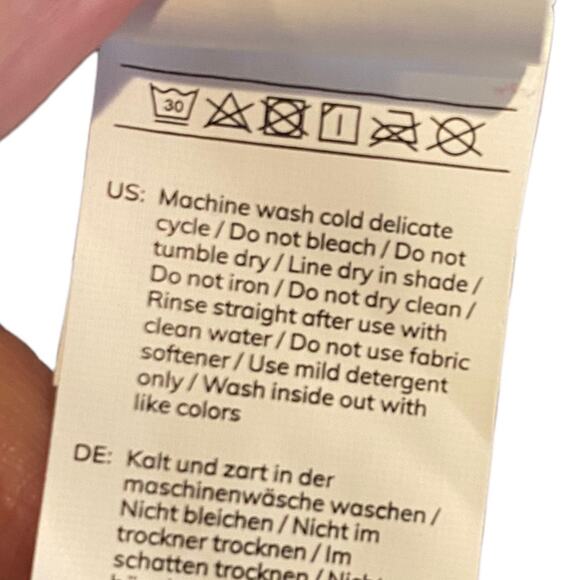 30
US: Machine wash cold delicate
cycle / Do not bleach / Do not
tumble dry / Line dry in shade /
Do not iron / Do not dry clean /
Rinse straight after use with
clean water / Do not use fabric
softener / Use mild detergent
only / Wash inside out with
like colors
DE: Kalt und zart in der
maschinenwäsche waschen /
Nicht bleichen / Nicht im
trockner trocknen / Im
schatten trocknen /